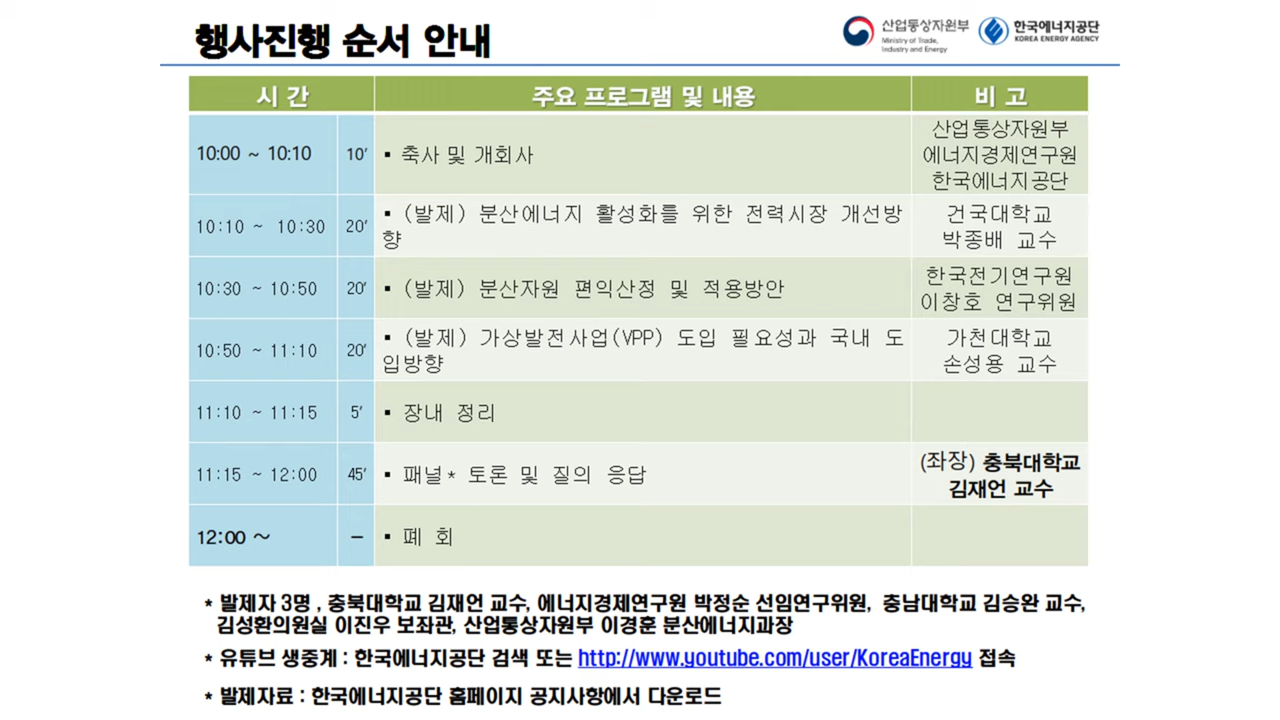 행사진행 순서 안내
산업통상자원부
Ministry of Trade,
Industry and Energy
한국에너지공단
KOREA ENERGY AGENCY
시 간 주요 프로그램 및 내용 비 고
10:00 ~ 10:10 10′ ▪ 축사 및 개회사
산업통상자원부
에너지경제연구원
한국에너지공단
10:10 ~ 10:30 20′
▪ (발제) 분산에너지 활성화를 위한 전력시장 개선방
향
건국대학교
박종배 교수
10:30 ~ 10:50 20′ ▪ (발제) 분산자원 편익산정 및 적용방안
한국전기연구원
이창호 연구위원
10:50 ~ 11:10 20′
▪ (발제) 가상발전사업(VPP) 도입 필요성과 국내 도
입방향
가천대학교
손성용 교수
11:10 ~ 11:15 5′ ▪ 장내 정리
11:15 ~ 12:00 45′ ▪ 패널* 토론 및 질의 응답
(좌장) 충북대학교
김재언 교수
12:00 ~ – ▪ 폐 회
* 발제자 3명 , 충북대학교 김재언 교수, 에너지경제연구원 박정순 선임연구위원, 충남대학교 김승완 교수,
김성환의원실 이진우 보좌관, 산업통상자원부 이경훈 분산에너지과장
* 유튜브 생중계 : 한국에너지공단 검색 또는 http://www.youtube.com/user/KoreaEnergy 접속
* 발제자료 : 한국에너지공단 홈페이지 공지사항에서 다운로드